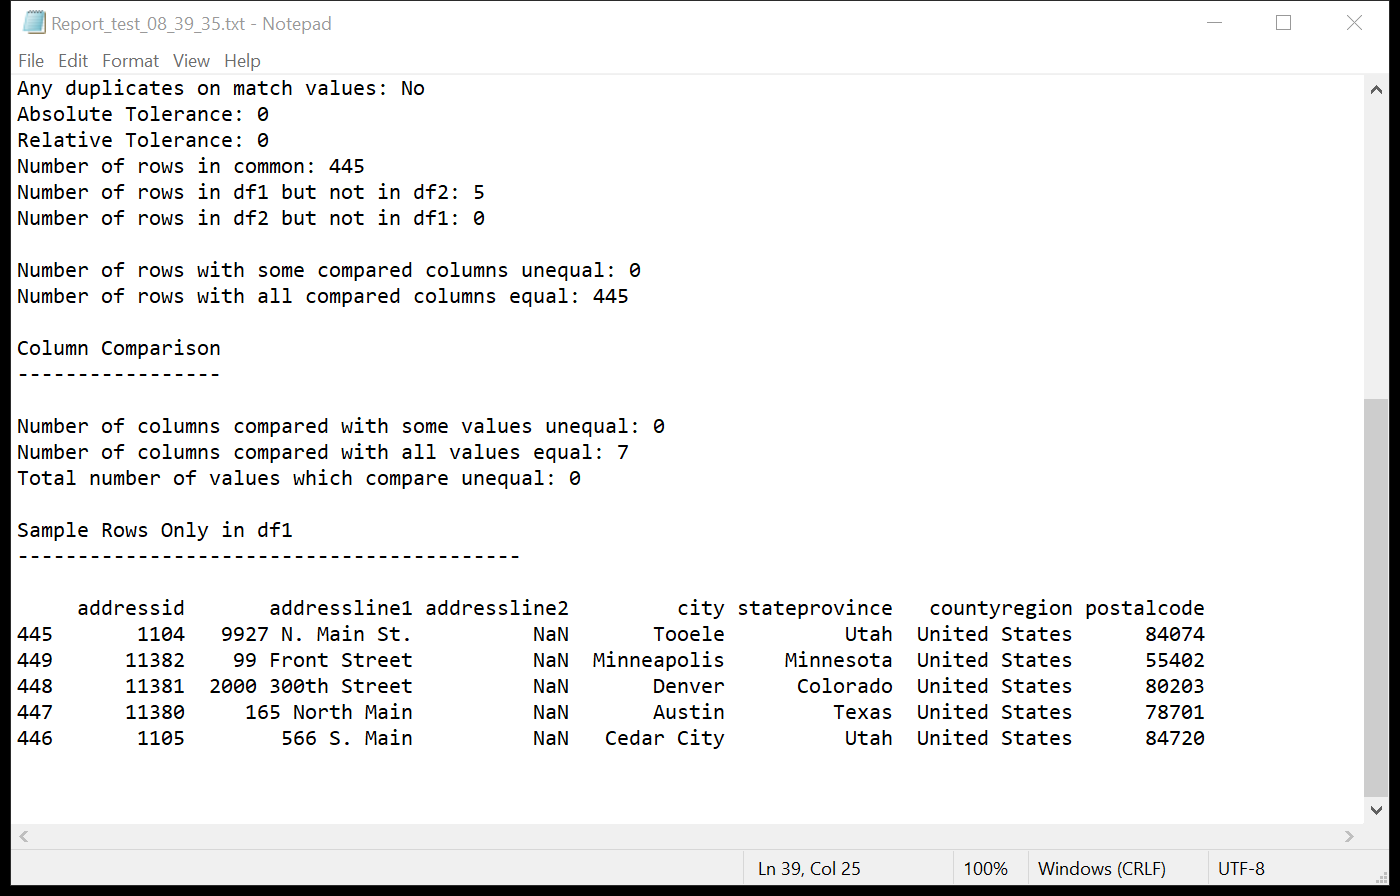 Report_test_08_39_35.txt - Notepad
File Edit Format View Help
Any duplicates on match values: No
Absolute Tolerance: 0
Relative Tolerance: 0
Number of rows in common: 445
Number of rows in df1 but not in df2: 5
Number of rows in df2 but not in df1: 0
Number of rows with some compared columns unequal: 0
Number of rows with all compared columns equal: 445
Column Comparison
-----------------
Number of columns compared with some values unequal: 0
Number of columns compared with all values equal: 7
Total number of values which compare unequal: 0
Sample Rows Only in df1
------------------------------------------
addressid addressline1 addressline2 city stateprovince countyregion postalcode
445 1104 9927 N. Main St. NaN Tooele Utah United States 84074
449 11382 99 Front Street NaN Minneapolis Minnesota United States 55402
448 11381 2000 300th Street NaN Denver Colorado United States 80203
447 11380 165 North Main NaN Austin Texas United States 78701
446 1105 566 S. Main NaN Cedar City Utah United States 84720
Ln 39, Col 25 100% Windows (CRLF) UTF-8